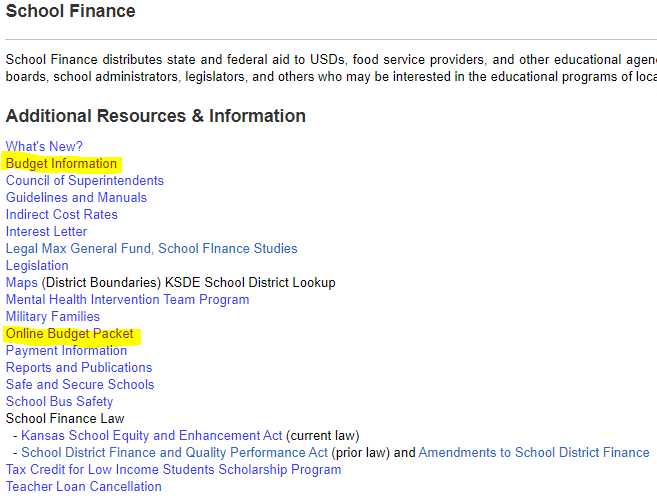 School Finance
School Finance distributes state and federal aid to USDs, food service providers, and other educational agen
boards, school administrators, legislators, and others who may be interested in the educational programs of loca
Additional Resources & Information
What's New?
Budget Information
Council of Superintendents
Guidelines and Manuals
Indirect Cost Rates
Interest Letter
Legal Max General Fund, School FInance Studies
Legislation
Maps (District Boundaries) KSDE School District Lookup
Mental Health Intervention Team Program
Military Families
Online Budget Packet
Payment Information
Reports and Publications
Safe and Secure Schools
School Bus Safety
School Finance Law
- Kansas School Equity and Enhancement Act (current law)
- School District Finance and Quality Performance Act (prior law) and Amendments to School District Finance
Tax Credit for Low Income Students Scholarship Program
Teacher Loan Cancellation